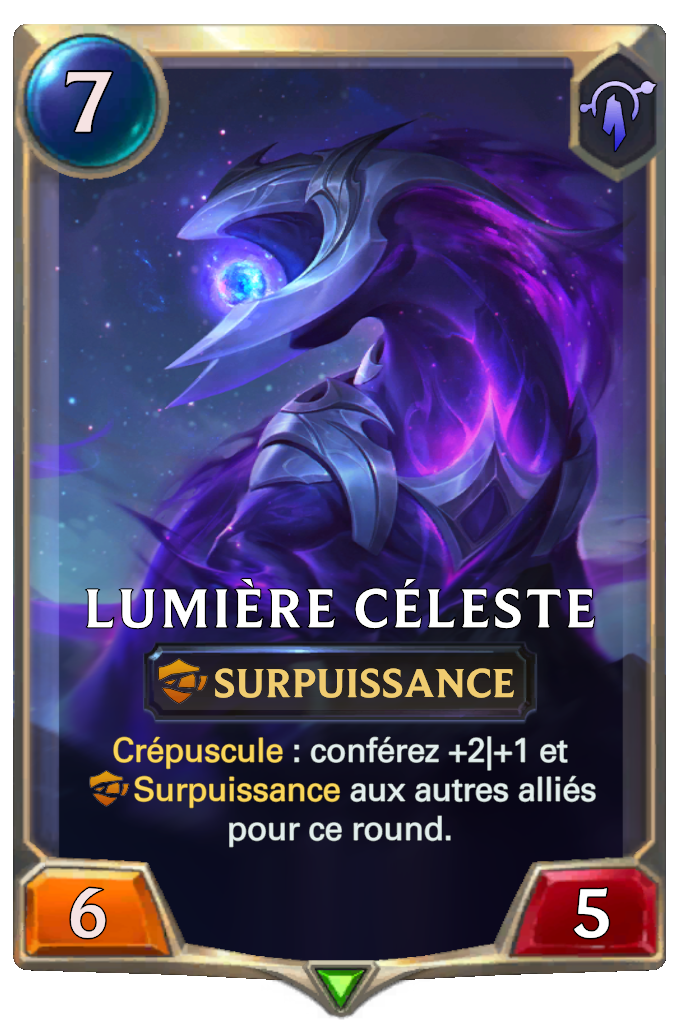 7
LUMIÈRE CÉLESTE
SURPUISSANCE
Crépuscule : conférez +2|+1 et
Surpuissance aux autres alliés
pour ce round.
6
5